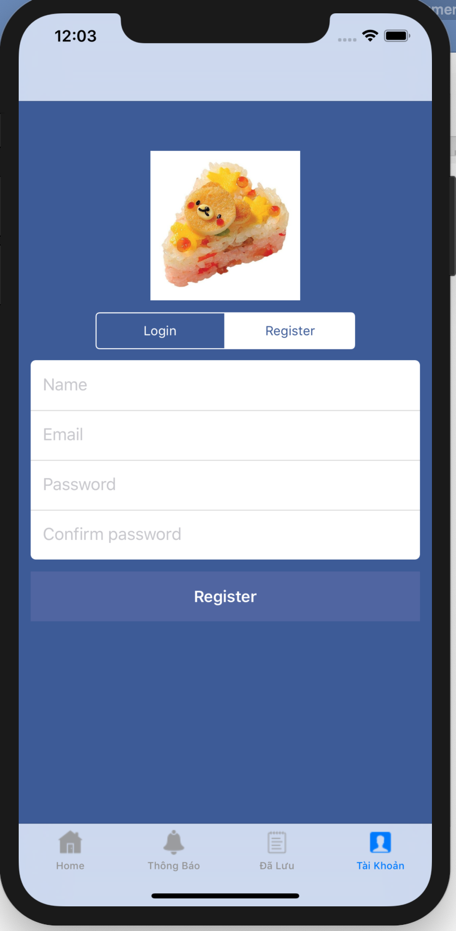 12:03
Login
Register
Name
Email
Password
Confirm password
Register
Home
Thông Báo
Đã Lưu
Tài Khoản